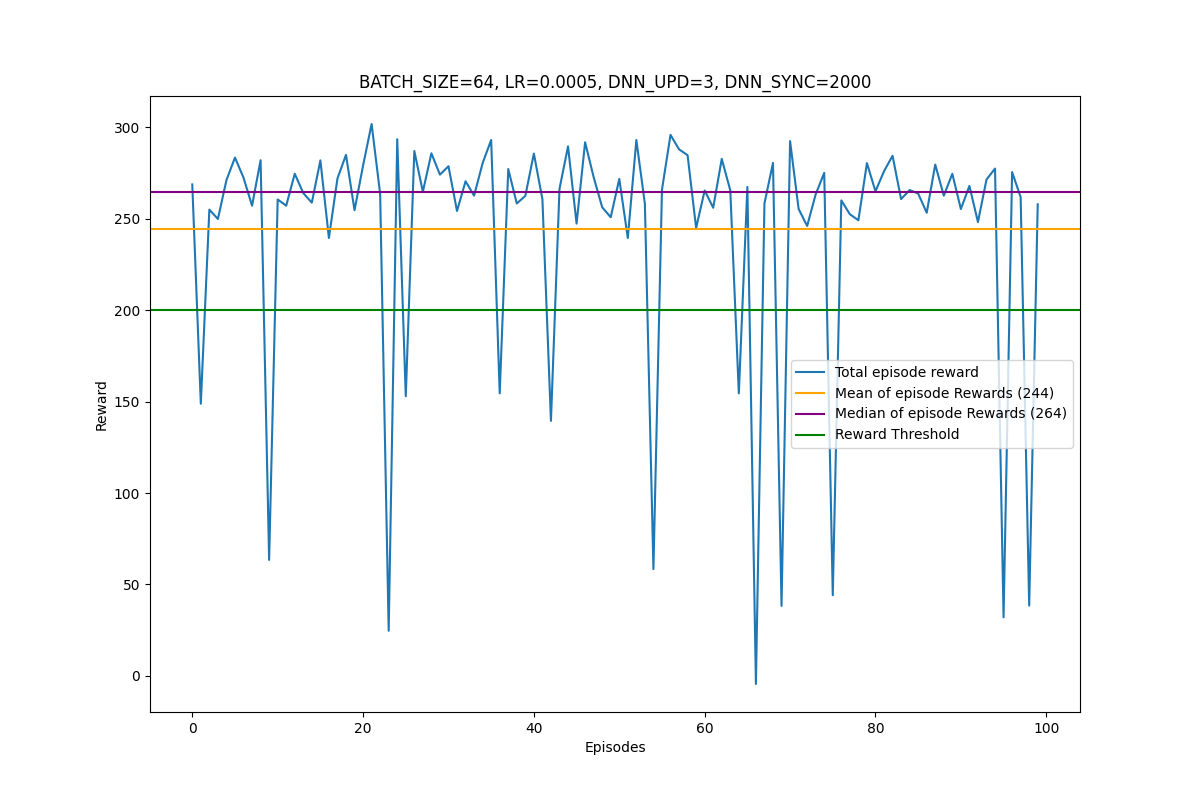 BATCH_SIZE=64, LR=0.0005, DNN_UPD=3, DNN_SYNC=2000
300
250
200
150
100
50
0
Reward
Total episode reward
Mean of episode Rewards (244)
Median of episode Rewards (264)
Reward Threshold
0 20 40 60 80 100
Episodes